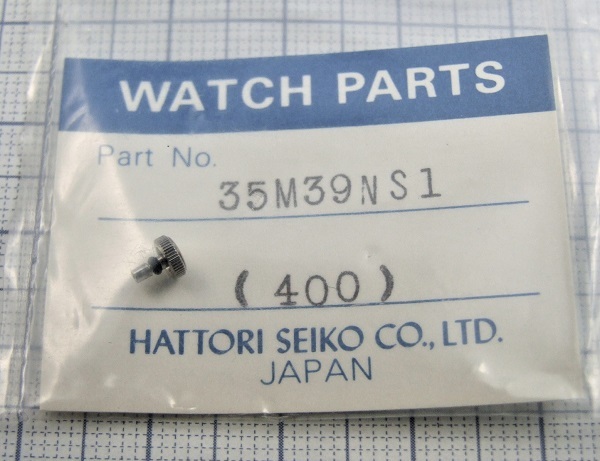 WATCH PARTS
Part No.
35M39NS1
(400)
HATTORI SEIKO CO., LTD.
JAPAN